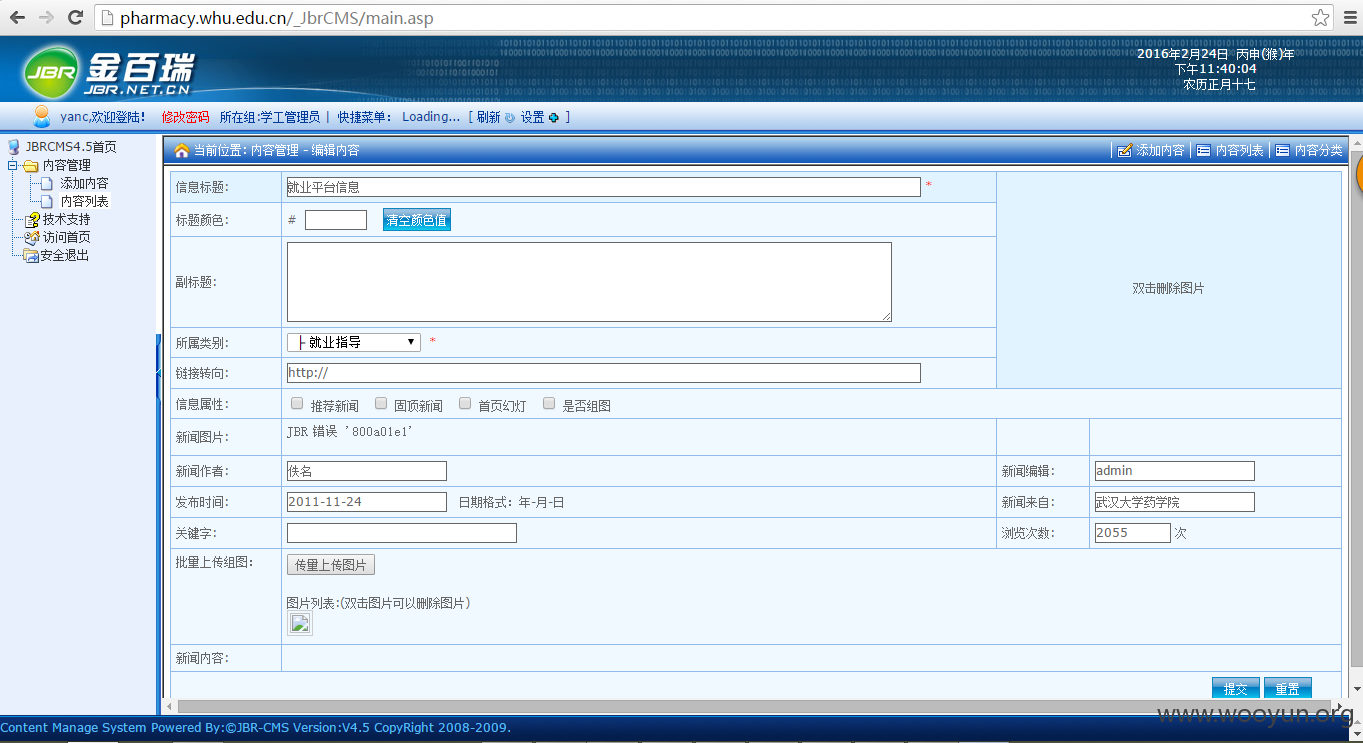 pharmacy.whu.edu.cn/_JbrCMS/main.asp
JBR 金百瑞
JBR.NET.CN
2016年2月24日 丙申(猴)年
下午11:40:04
农历正月十七
yanc,欢迎登陆! 修改密码 所在组:学工管理员 | 快捷菜单: Loading... [ 刷新 设置 ]
JBRCMS4.5首页
内容管理
添加内容
内容列表
技术支持
访问首页
安全退出
当前位置: 内容管理 - 编辑内容 添加内容 内容列表 内容分类
信息标题: 就业平台信息 *
标题颜色: # 清空颜色值
副标题:
双击删除图片
所属类别: ├ 就业指导 *
链接转向: http://
信息属性: 推荐新闻 固顶新闻 首页幻灯 是否组图
新闻图片: JBR 错误 '800a01e1'
新闻作者: 佚名 新闻编辑: admin
发布时间: 2011-11-24 日期格式: 年-月-日 新闻来自: 武汉大学药学院
关键字: 浏览次数: 2055 次
批量上传组图: 传量上传图片
图片列表:(双击图片可以删除图片)
新闻内容:
提交 重置
www.wooyun.org
Content Manage System Powered By:©JBR-CMS Version:V4.5 CopyRight 2008-2009.